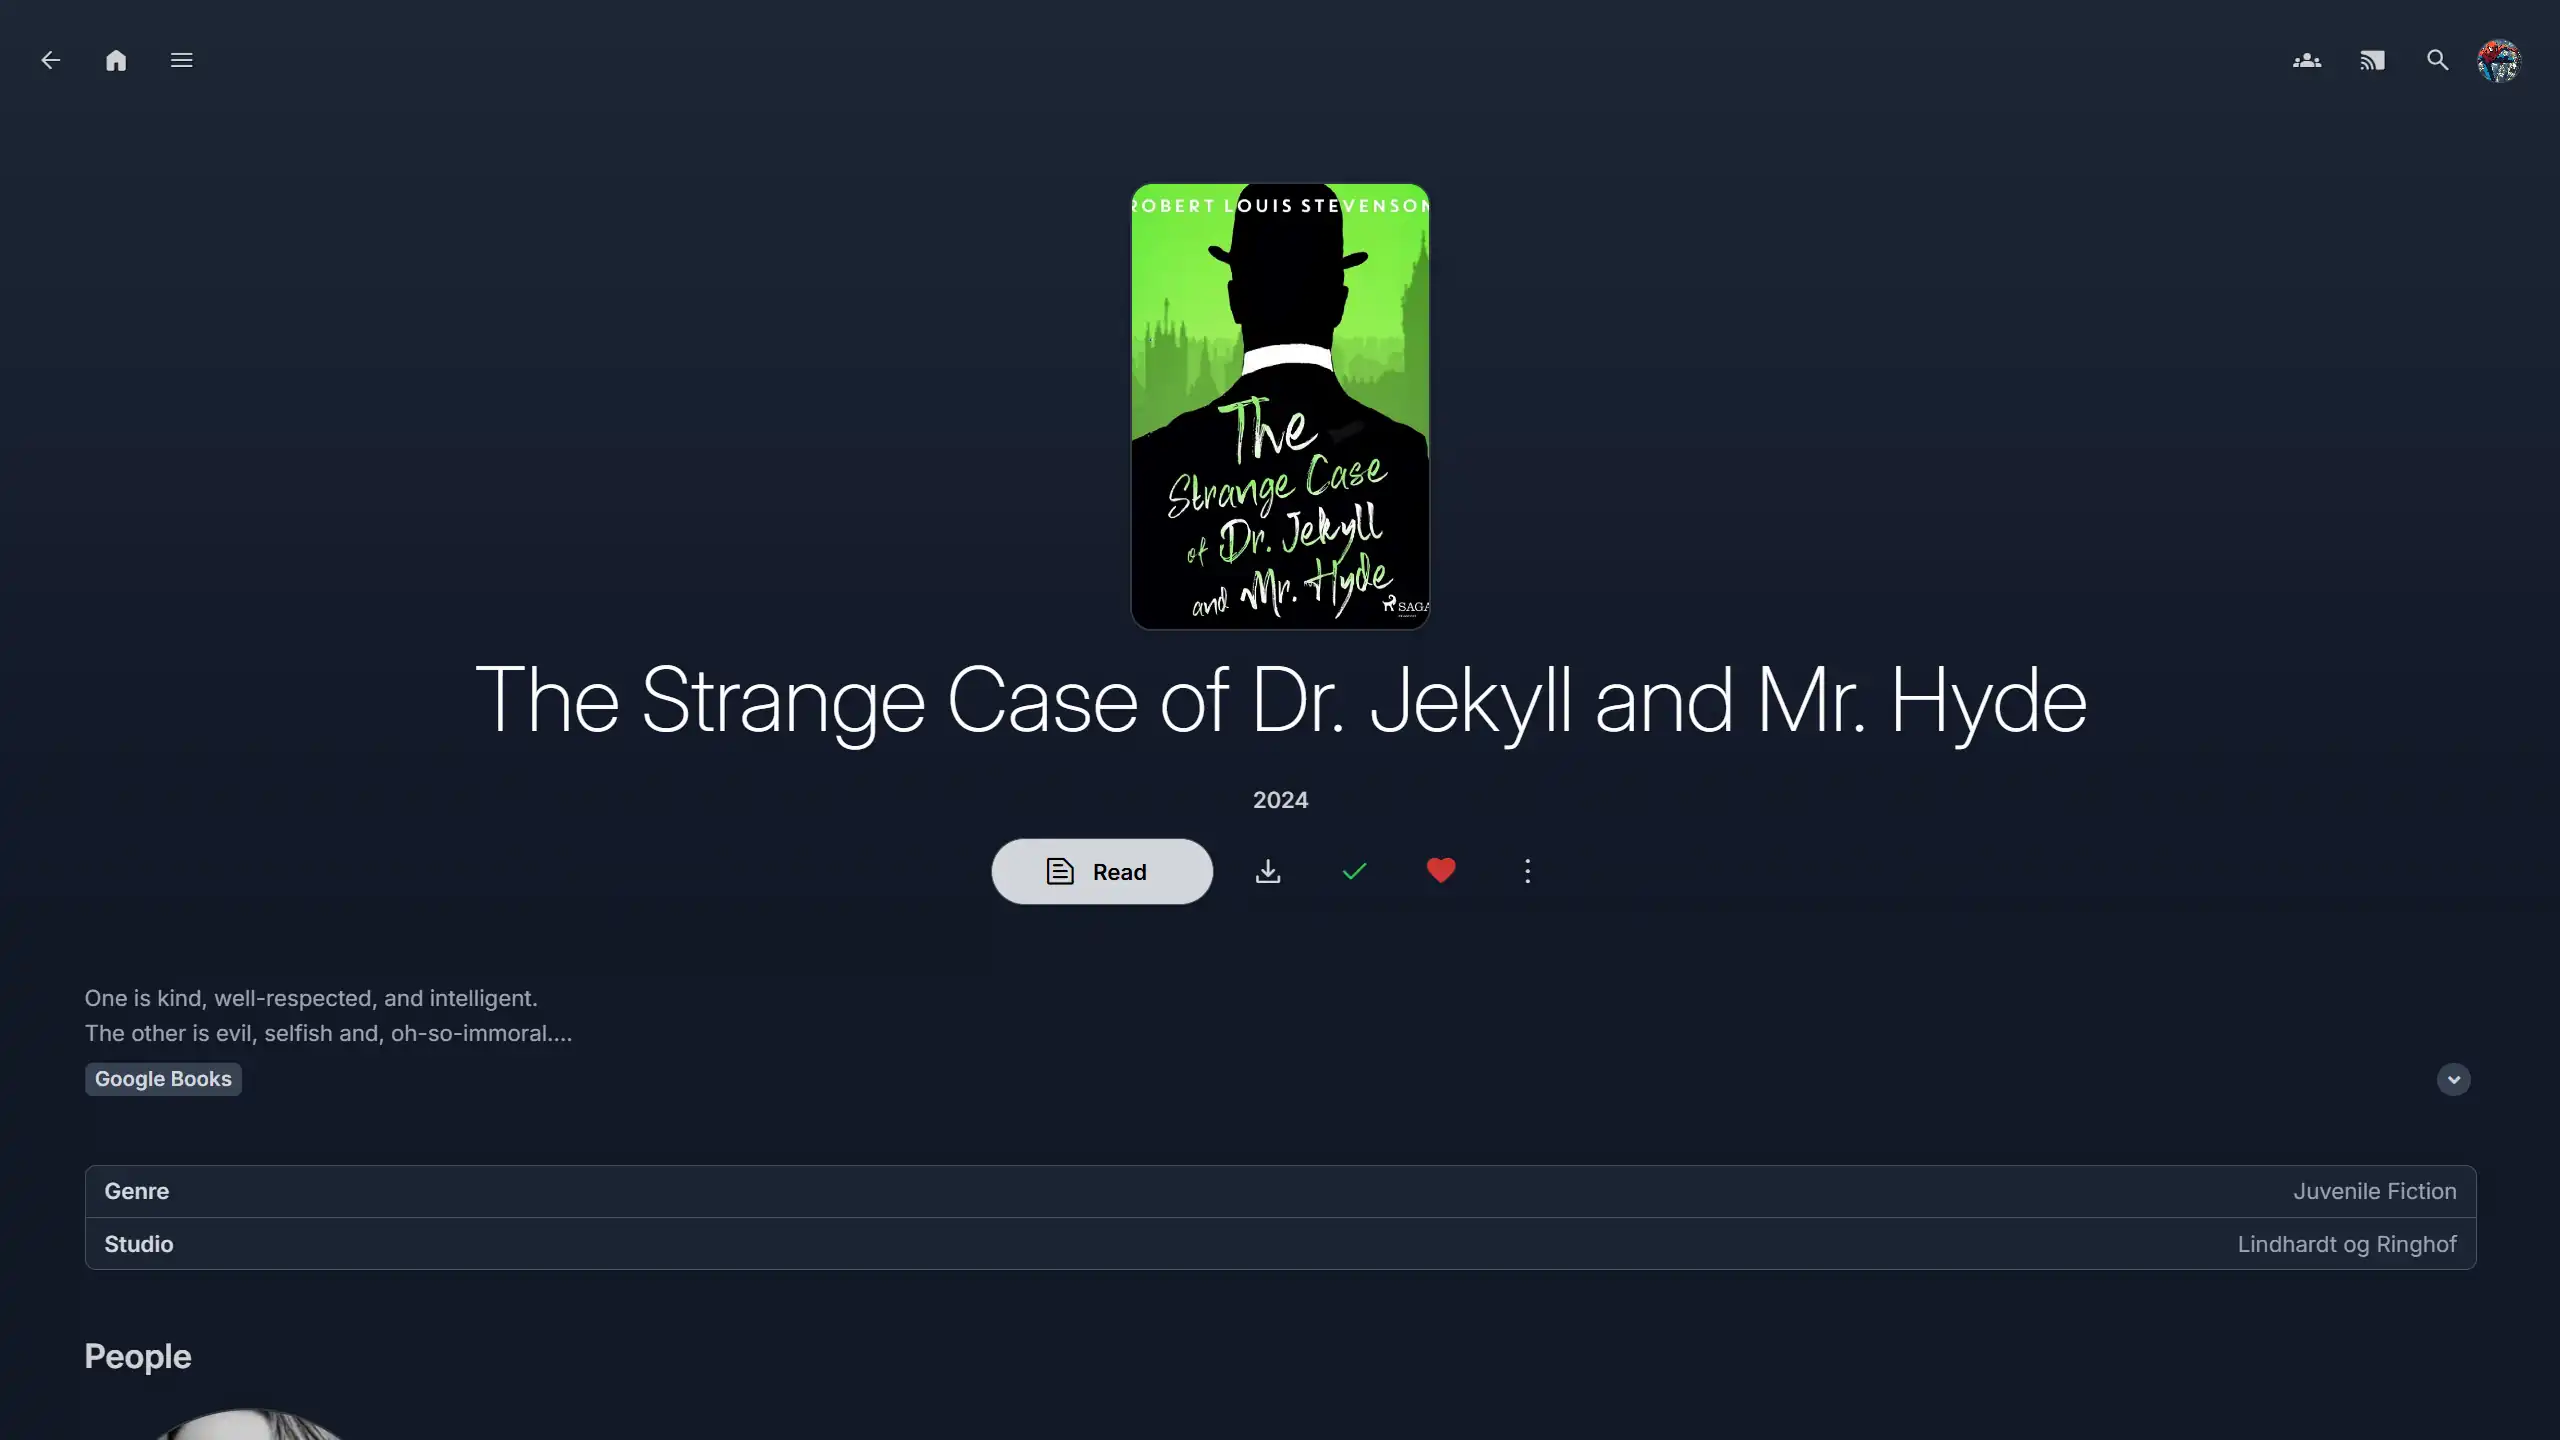 ROBERT LOUIS STEVENSON
The
Strange Case
of Dr. Jekyll
and Mr. Hyde
SAGA
The Strange Case of Dr. Jekyll and Mr. Hyde
2024
Read
One is kind, well-respected, and intelligent.
The other is evil, selfish and, oh-so-immoral....
Google Books
Genre
Juvenile Fiction
Studio
Lindhardt og Ringhof
People